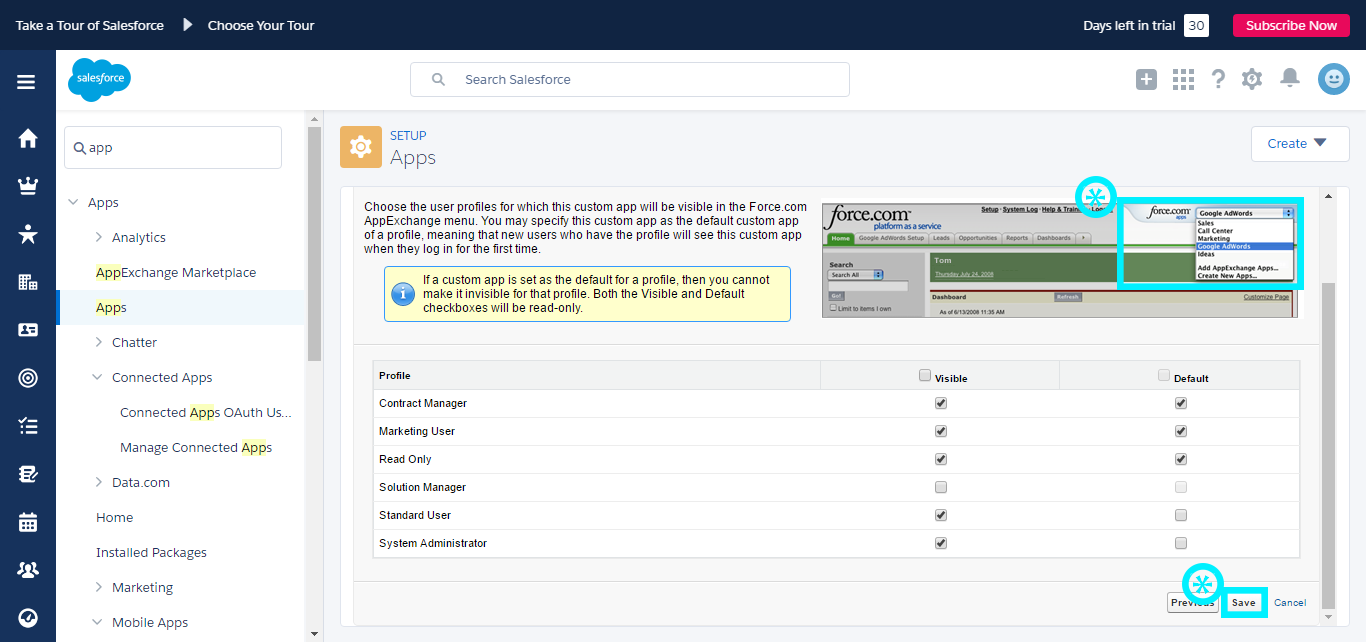 Take a Tour of Salesforce
Choose Your Tour
Days left in trial 30
Subscribe Now
salesforce
Search Salesforce
app
Apps
Analytics
AppExchange Marketplace
Apps
Chatter
Connected Apps
Connected Apps OAuth Us...
Manage Connected Apps
Data.com
Home
Installed Packages
Marketing
Mobile Apps
SETUP
Apps
Create
Choose the user profiles for which this custom app will be visible in the Force.com
AppExchange menu. You may specify this custom app as the default custom app
of a profile, meaning that new users who have the profile will see this custom app
when they log in for the first time.
If a custom app is set as the default for a profile, then you cannot
make it invisible for that profile. Both the Visible and Default
checkboxes will be read-only.
force.com
platform as a service
Setup · System Log · Help & Train
Home Google AdWords Setup Leads Opportunities Reports Dashboards
Search
Search All
Go!
Limit to items I own
Tom
Thursday July 24, 2008
Dashboard
Refresh
Customize Page
As of 6/13/2008 11:35 AM
force.com
apps
Google AdWords
Sales
Call Center
Marketing
Google AdWords
Ideas
Add AppExchange Apps...
Create New Apps...
Profile Visible Default
Contract Manager
Marketing User
Read Only
Solution Manager
Standard User
System Administrator
Previous Save Cancel